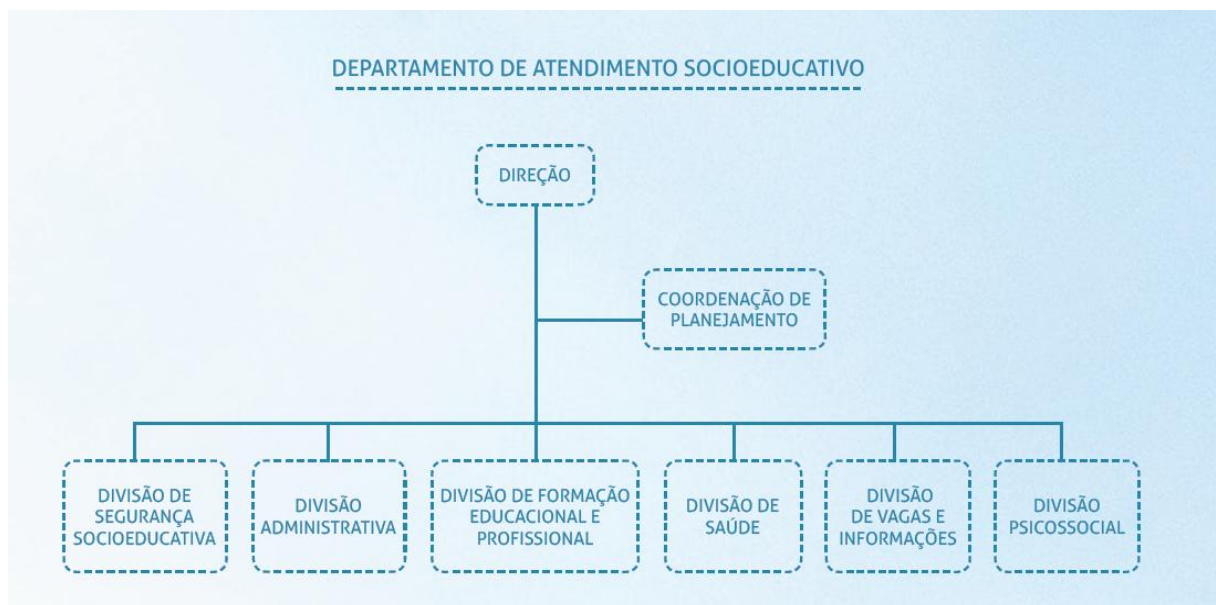 DEPARTAMENTO DE ATENDIMENTO SOCIOEDUCATIVO
DIREÇÃO
COORDENAÇÃO DE
PLANEJAMENTO
DIVISÃO DE
SEGURANÇA
SOCIOEDUCATIVA
DIVISÃO
ADMINISTRATIVA
DIVISÃO DE FORMAÇÃO
EDUCACIONAL E
PROFISSIONAL
DIVISÃO DE
SAÚDE
DIVISÃO
DE VAGAS E
INFORMAÇÕES
DIVISÃO
PSICOSSOCIAL